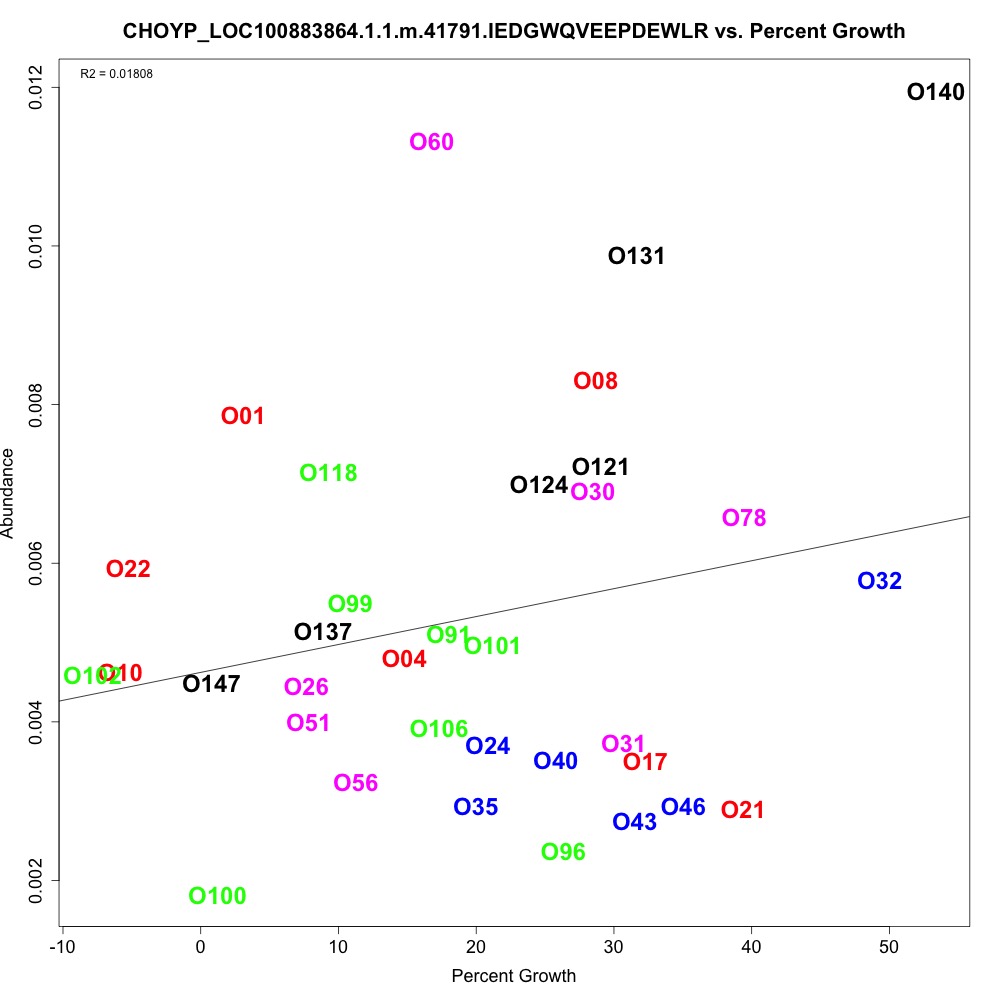 CHOYP_LOC100883864.1.1.m.41791.IEDGWQVEEPDEWLR vs. Percent Growth
R2 = 0.01808
0.012
O140
O60
0.010
O131
O08
0.008
O01
O121
O118
O124
O30
O78
Abundance
0.006
O22
O32
O99
O137
O91
O101
O04
O102
O10
O147
O26
0.004
O51
O106
O24
O31
O40
O17
O56
O35
O46
O21
O43
O96
0.002
O100
-10 0 10 20 30 40 50
Percent Growth